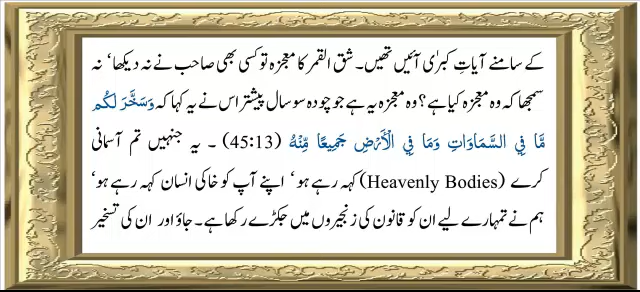 کے سامنے آیاتِ کبریٰ آئیں تھیں۔ شق القمر کا معجزہ تو کسی بھی صاحب نے نہ دیکھا‘ نہ
سمجھا کہ وہ معجزہ کیا ہے؟ وہ معجزہ یہ ہے جو چودہ سو سال پیشتر اس نے یہ کہا کہ وَسَخَّرَ لَكُم
مَّا فِي السَّمَاوَاتِ وَمَا فِي الْأَرْضِ جَمِيعًا مِّنْهُ (45:13) ۔ یہ جنہیں تم آسمانی
کرے (Heavenly Bodies) کہہ رہے ہو‘ اپنے آپ کو خاکی انسان کہہ رہے ہو‘
ہم نے تمہارے لیے ان کو قانون کی زنجیروں میں جکڑے رکھا ہے۔ جاؤ اور ان کی تسخیر